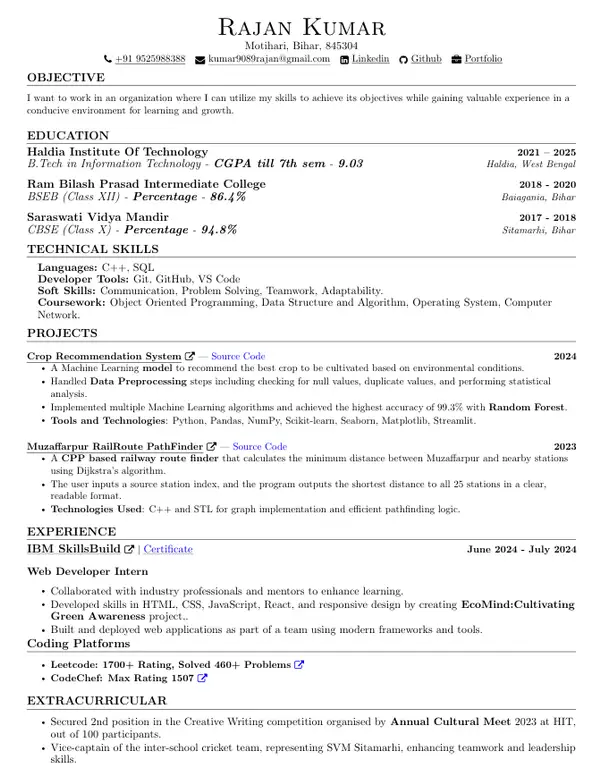 Rajan Kumar
Motihari, Bihar, 845304
+91 9525988388 kumar9089rajan@gmail.com Linkedin Github Portfolio
OBJECTIVE
I want to work in an organization where I can utilize my skills to achieve its objectives while gaining valuable experience in a
conducive environment for learning and growth.
EDUCATION
Haldia Institute Of Technology 2021 – 2025
B.Tech in Information Technology - CGPA till 7th sem - 9.03 Haldia, West Bengal
Ram Bilash Prasad Intermediate College 2018 - 2020
BSEB (Class XII) - Percentage - 86.4% Baiagania, Bihar
Saraswati Vidya Mandir 2017 - 2018
CBSE (Class X) - Percentage - 94.8% Sitamarhi, Bihar
TECHNICAL SKILLS
Languages: C++, SQL
Developer Tools: Git, GitHub, VS Code
Soft Skills: Communication, Problem Solving, Teamwork, Adaptability.
Coursework: Object Oriented Programming, Data Structure and Algorithm, Operating System, Computer
Network.
PROJECTS
Crop Recommendation System — Source Code 2024
• A Machine Learning model to recommend the best crop to be cultivated based on environmental conditions.
• Handled Data Preprocessing steps including checking for null values, duplicate values, and performing statistical
analysis.
• Implemented multiple Machine Learning algorithms and achieved the highest accuracy of 99.3% with Random Forest.
• Tools and Technologies: Python, Pandas, NumPy, Scikit-learn, Seaborn, Matplotlib, Streamlit.
Muzaffarpur RailRoute PathFinder — Source Code 2023
• A CPP based railway route finder that calculates the minimum distance between Muzaffarpur and nearby stations
using Dijkstra's algorithm.
• The user inputs a source station index, and the program outputs the shortest distance to all 25 stations in a clear,
readable format.
• Technologies Used: C++ and STL for graph implementation and efficient pathfinding logic.
EXPERIENCE
IBM SkillsBuild | Certificate June 2024 - July 2024
Web Developer Intern
• Collaborated with industry professionals and mentors to enhance learning.
• Developed skills in HTML, CSS, JavaScript, React, and responsive design by creating EcoMind:Cultivating
Green Awareness project..
• Built and deployed web applications as part of a team using modern frameworks and tools.
Coding Platforms
• Leetcode: 1700+ Rating, Solved 460+ Problems
• CodeChef: Max Rating 1507
EXTRACURRICULAR
• Secured 2nd position in the Creative Writing competition organised by Annual Cultural Meet 2023 at HIT,
out of 100 participants.
• Vice-captain of the inter-school cricket team, representing SVM Sitamarhi, enhancing teamwork and leadership
skills.